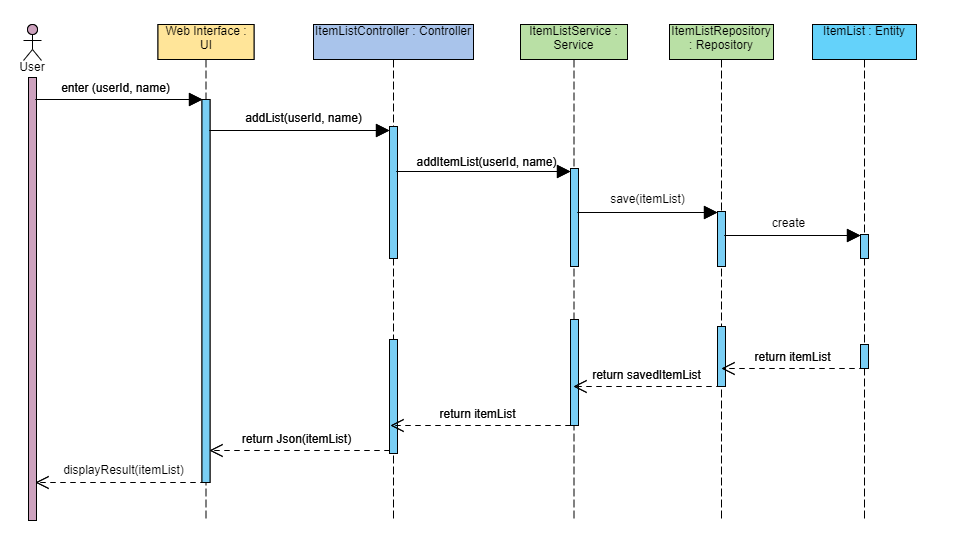 Web Interface :
UI
ItemListController : Controller
ItemListService :
Service
ItemListRepository
: Repository
ItemList : Entity
User
enter (userId, name)
addList(userId, name)
addItemList(userId, name)
save(itemList)
create
return itemList
return savedItemList
return itemList
return Json(itemList)
displayResult(itemList)